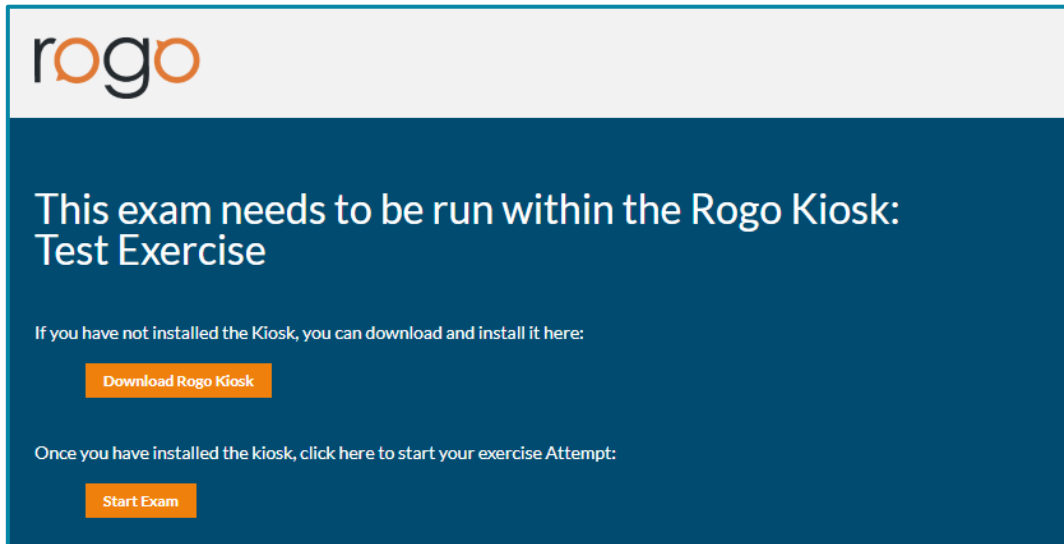 rogo
This exam needs to be run within the Rogo Kiosk:
Test Exercise
If you have not installed the Kiosk, you can download and install it here:
Download Rogo Kiosk
Once you have installed the kiosk, click here to start your exercise Attempt:
Start Exam